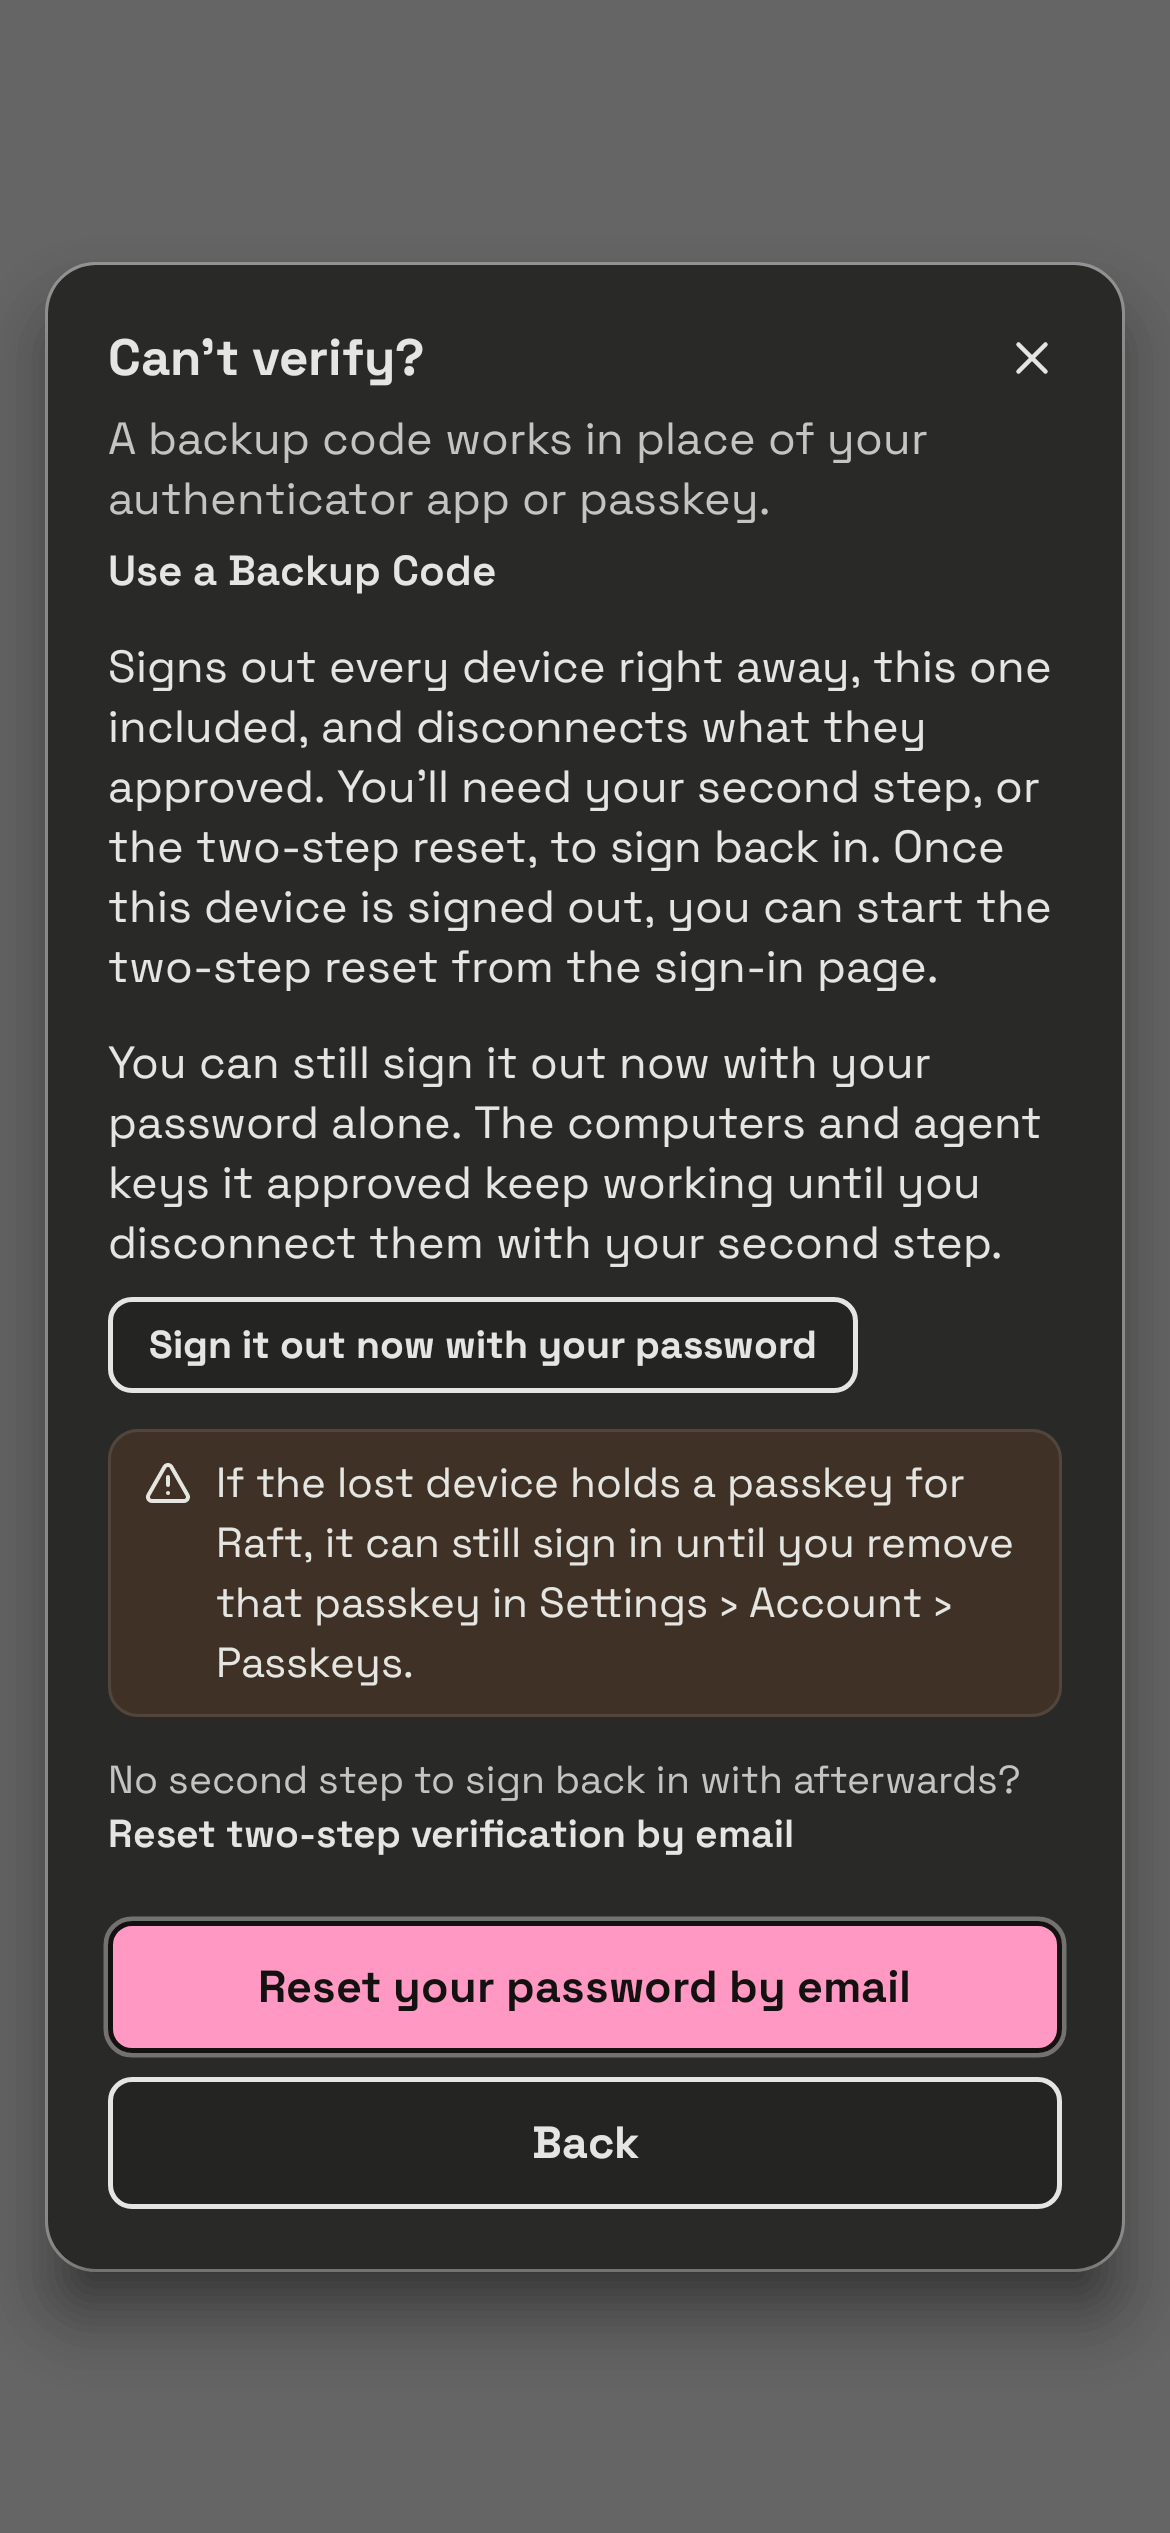 Can’t verify?
A backup code works in place of your
authenticator app or passkey.
Use a Backup Code
Signs out every device right away, this one
included, and disconnects what they
approved. You’ll need your second step, or
the two-step reset, to sign back in. Once
this device is signed out, you can start the
two-step reset from the sign-in page.
You can still sign it out now with your
password alone. The computers and agent
keys it approved keep working until you
disconnect them with your second step.
Sign it out now with your password
If the lost device holds a passkey for
Raft, it can still sign in until you remove
that passkey in Settings > Account >
Passkeys.
No second step to sign back in with afterwards?
Reset two-step verification by email
Reset your password by email
Back